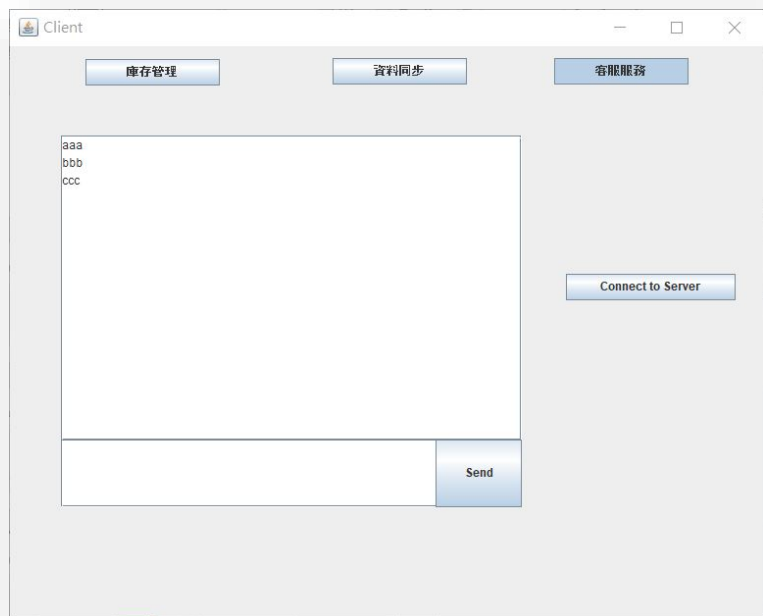 Client
庫存管理
資料同步
客服服務
aaa
bbb
ccc
Connect to Server
Send